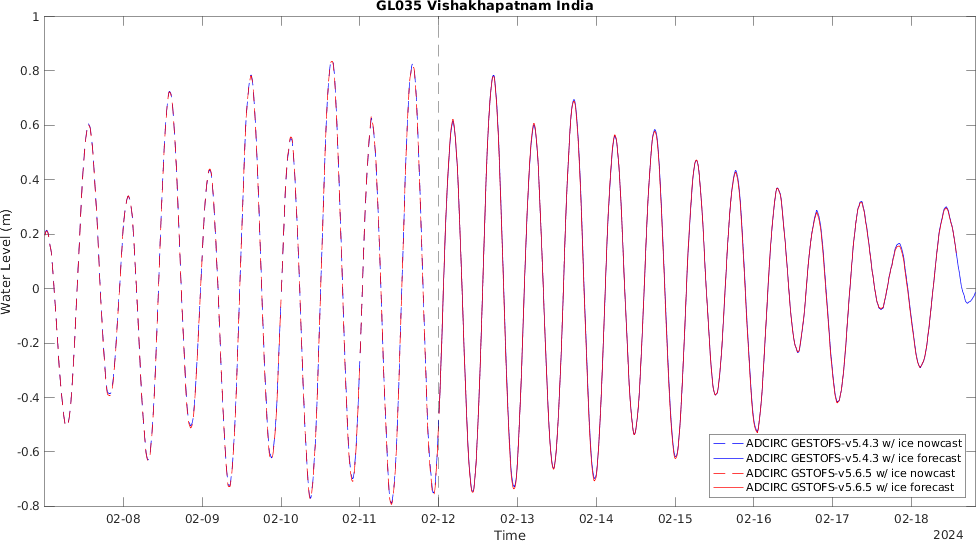 GL035 Vishakhapatnam India
1
0.8
0.6
0.4
0.2
0
-0.2
-0.4
-0.6
-0.8
Water Level (m)
ADCIRC GESTOFS-v5.4.3 w/ ice nowcast
ADCIRC GESTOFS-v5.4.3 w/ ice forecast
ADCIRC GSTOFS-v5.6.5 w/ ice nowcast
ADCIRC GSTOFS-v5.6.5 w/ ice forecast
02-08 02-09 02-10 02-11 02-12 02-13 02-14 02-15 02-16 02-17 02-18
Time
2024